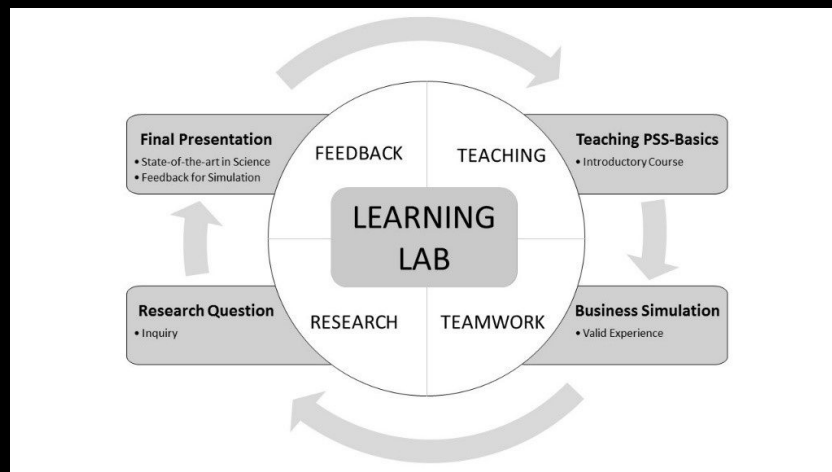 Final Presentation
• State-of-the-art in Science
• Feedback for Simulation
FEEDBACK
TEACHING
Teaching PSS-Basics
• Introductory Course
LEARNING
LAB
Research Question
• Inquiry
RESEARCH
TEAMWORK
Business Simulation
• Valid Experience